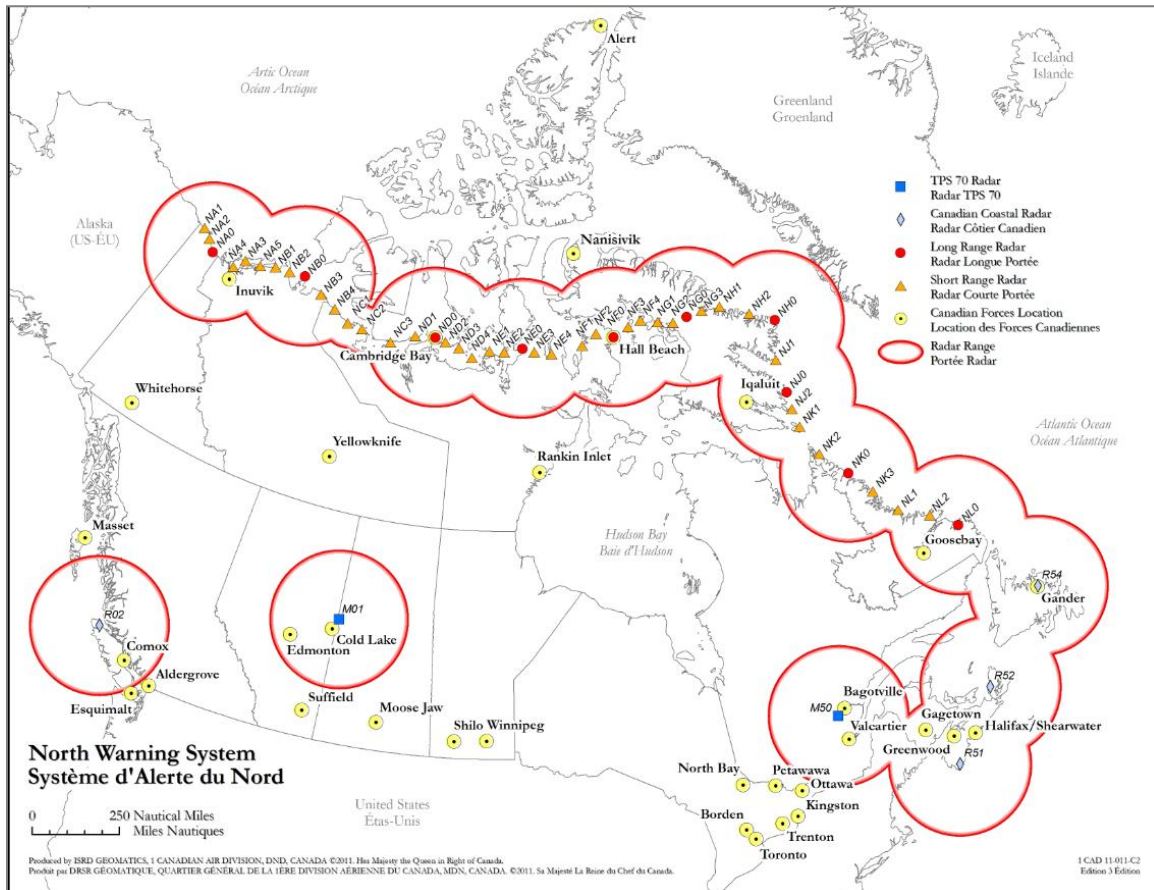 Alert
Artic Ocean
Océan Arctique
Iceland
Islande
Greenland
Groenland
TPS 70 Radar
Radar TPS 70
Canadian Coastal Radar
Radar Côtier Canadien
Long Range Radar
Radar Longue Portée
Short Range Radar
Radar Courte Portée
Canadian Forces Location
Location des Forces Canadiennes
Radar Range
Portée Radar
Alaska
(US-ÉU)
NA1
NA2
NA0
NA4
NA3
NA5
NB1
NB2
NB0
Inuvik
NB3
NB4
NC1
NC2
NC3
Cambridge Bay
ND1
ND0
ND2
ND3
ND4
NE1
NE2
NE0
NE3
NE4
Nanisivik
NF1
NF2
NF0
NF3
NF4
NG1
NG2
NG0
NG3
NH1
NH2
NH0
Hall Beach
NJ1
Iqaluit
NJ0
NJ2
NK1
NK2
NK0
NK3
NL1
NL2
NL0
Goosebay
Whitehorse
Yellowknife
Rankin Inlet
Atlantic Ocean
Océan Atlantique
Masset
Hudson Bay
Baie d'Hudson
R02
M01
Cold Lake
Edmonton
R54
Gander
Comox
Aldergrove
Esquimalt
Suffield
Moose Jaw
Shilo Winnipeg
R52
Bagotville
M50
Valcartier
Gagetown
Halifax/Shearwater
Greenwood
R51
North Bay
Petawawa
Ottawa
Kingston
Borden
Trenton
Toronto
North Warning System
Système d'Alerte du Nord
0 250 Nautical Miles
Miles Nautiques
United States
Étas-Unis
Produced by ISRD GEOMATICS, 1 CANADIAN AIR DIVISION, DND, CANADA ©2011. Her Majesty the Queen in Right of Canada.
Produit par DRSR GÉOMATIQUE, QUARTIER GÉNÉRAL DE LA 1ÈRE DIVISION AÉRIENNE DU CANADA, MDN, CANADA. ©2011. Sa Majesté La Reine du Chef du Canada.
1 CAD 11-011-C2
Edition 3 Édition